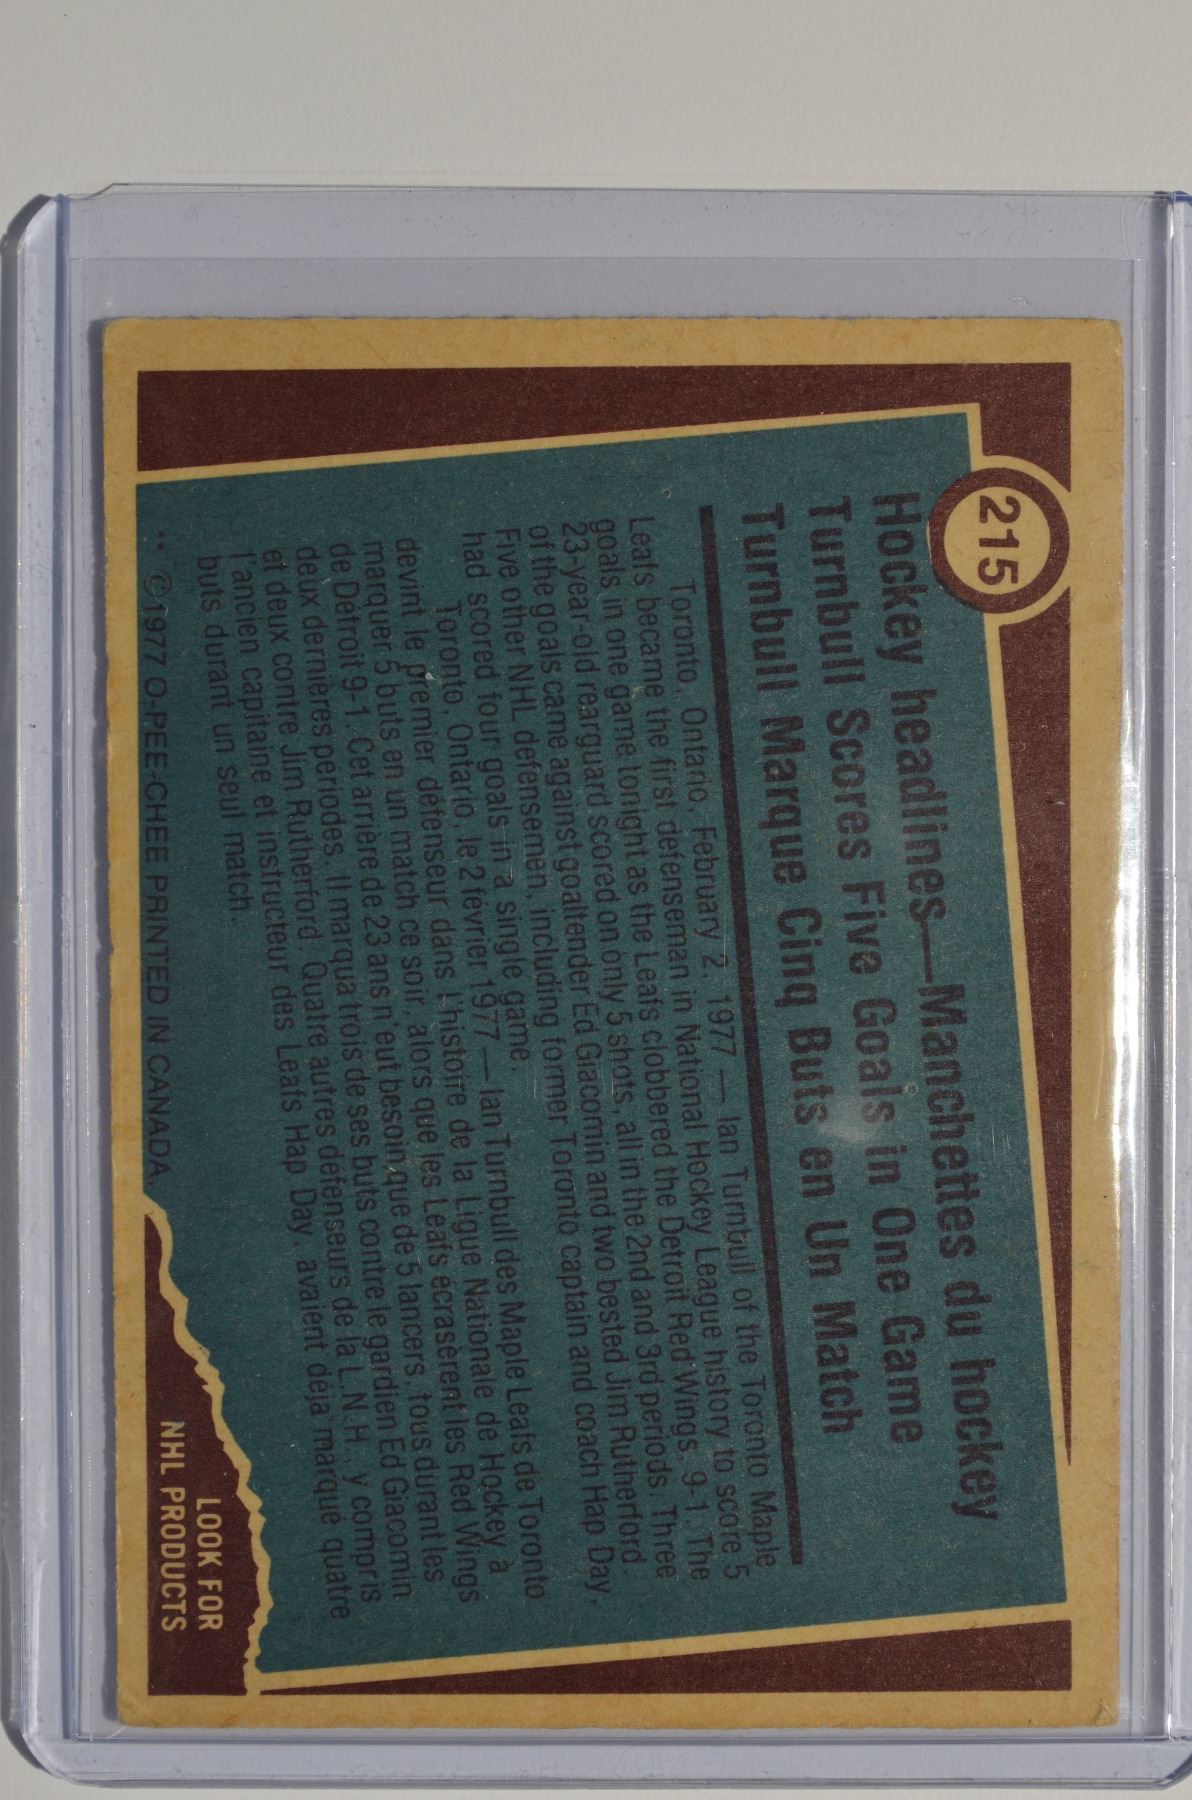 215
Hockey headlines—Manchettes du hockey
Turnbull Scores Five Goals in One Game
Turnbull Marque Cinq Buts en Un Match
Toronto, Ontario, February 2, 1977 — Ian Turnbull of the Toronto Maple
Leafs became the first defenseman in National Hockey League history to score 5
goals in one game tonight as the Leafs clobbered the Detroit Red Wings, 9-1. The
23-year-old rearguard scored on only 5 shots, all in the 2nd and 3rd periods. Three
of the goals came against goaltender Ed Giacomin and two bested Jim Rutherford.
Five other NHL defensemen, including former Toronto captain and coach Hap Day,
had scored four goals in a single game.
Toronto, Ontario, le 2 février 1977 — Ian Turnbull des Maple Leafs de Toronto
devint le premier défenseur dans l'histoire de la Ligue Nationale de Hockey à
marquer 5 buts en un match ce soir, alors que les Leafs écrasèrent les Red Wings
de Détroit 9-1. Cet arrière de 23 ans n'eut besoin que de 5 lancers, tous durant les
deux dernières périodes. Il marqua trois de ses buts contre le gardien Ed Giacomin
et deux contre Jim Rutherford. Quatre autres défenseurs de la L.N.H., y compris
l'ancien capitaine et instructeur des Leafs Hap Day, avaient déjà marqué quatre
buts durant un seul match.
** ©1977 O-PEE-CHEE PRINTED IN CANADA
LOOK FOR
NHL PRODUCTS